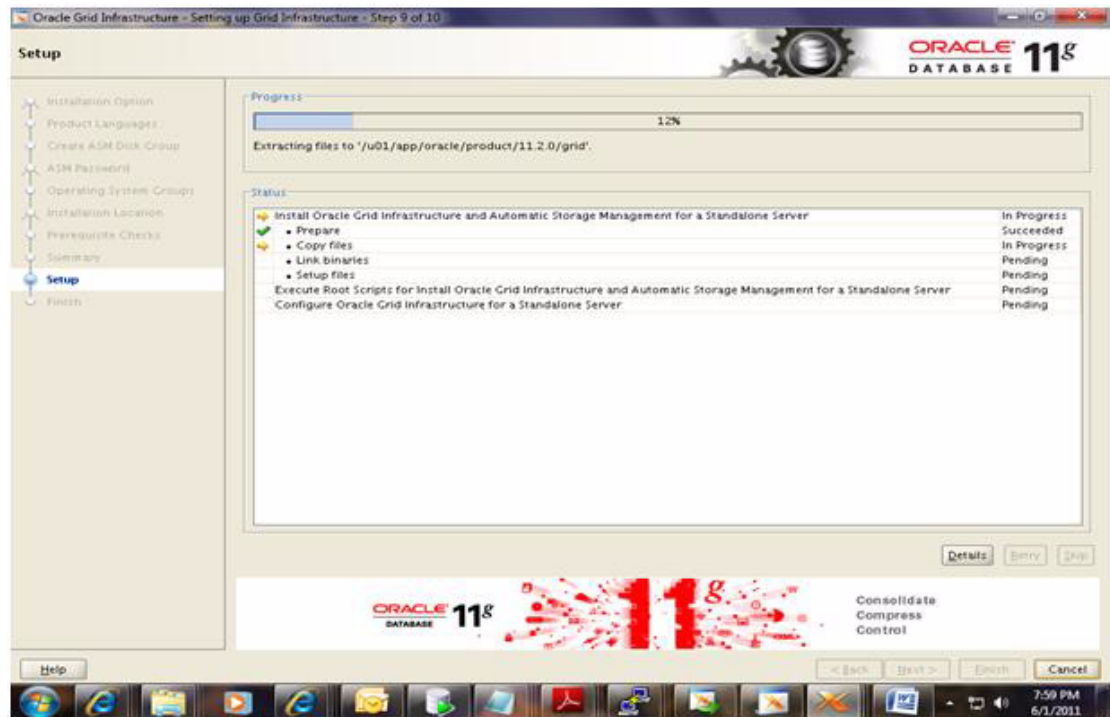 Oracle Grid Infrastructure - Setting up Grid Infrastructure - Step 9 of 10
Setup
ORACLE 11g
DATABASE
Installation Option
Product Languages
Create ASM Disk Group
ASM Password
Operating System Groups
Installation Location
Prerequisite Checks
Summary
Setup
Finish
Progress
12%
Extracting files to '/u01/app/oracle/product/11.2.0/grid'.
Status
Install Oracle Grid Infrastructure and Automatic Storage Management for a Standalone Server In Progress
• Prepare Succeeded
• Copy files In Progress
• Link binaries Pending
• Setup files Pending
Execute Root Scripts for Install Oracle Grid Infrastructure and Automatic Storage Management for a Standalone Server Pending
Configure Oracle Grid Infrastructure for a Standalone Server Pending
Details Retry Skip
ORACLE 11g
DATABASE
11g
Consolidate
Compress
Control
Help < Back Next > Finish Cancel
7:59 PM
6/1/2011